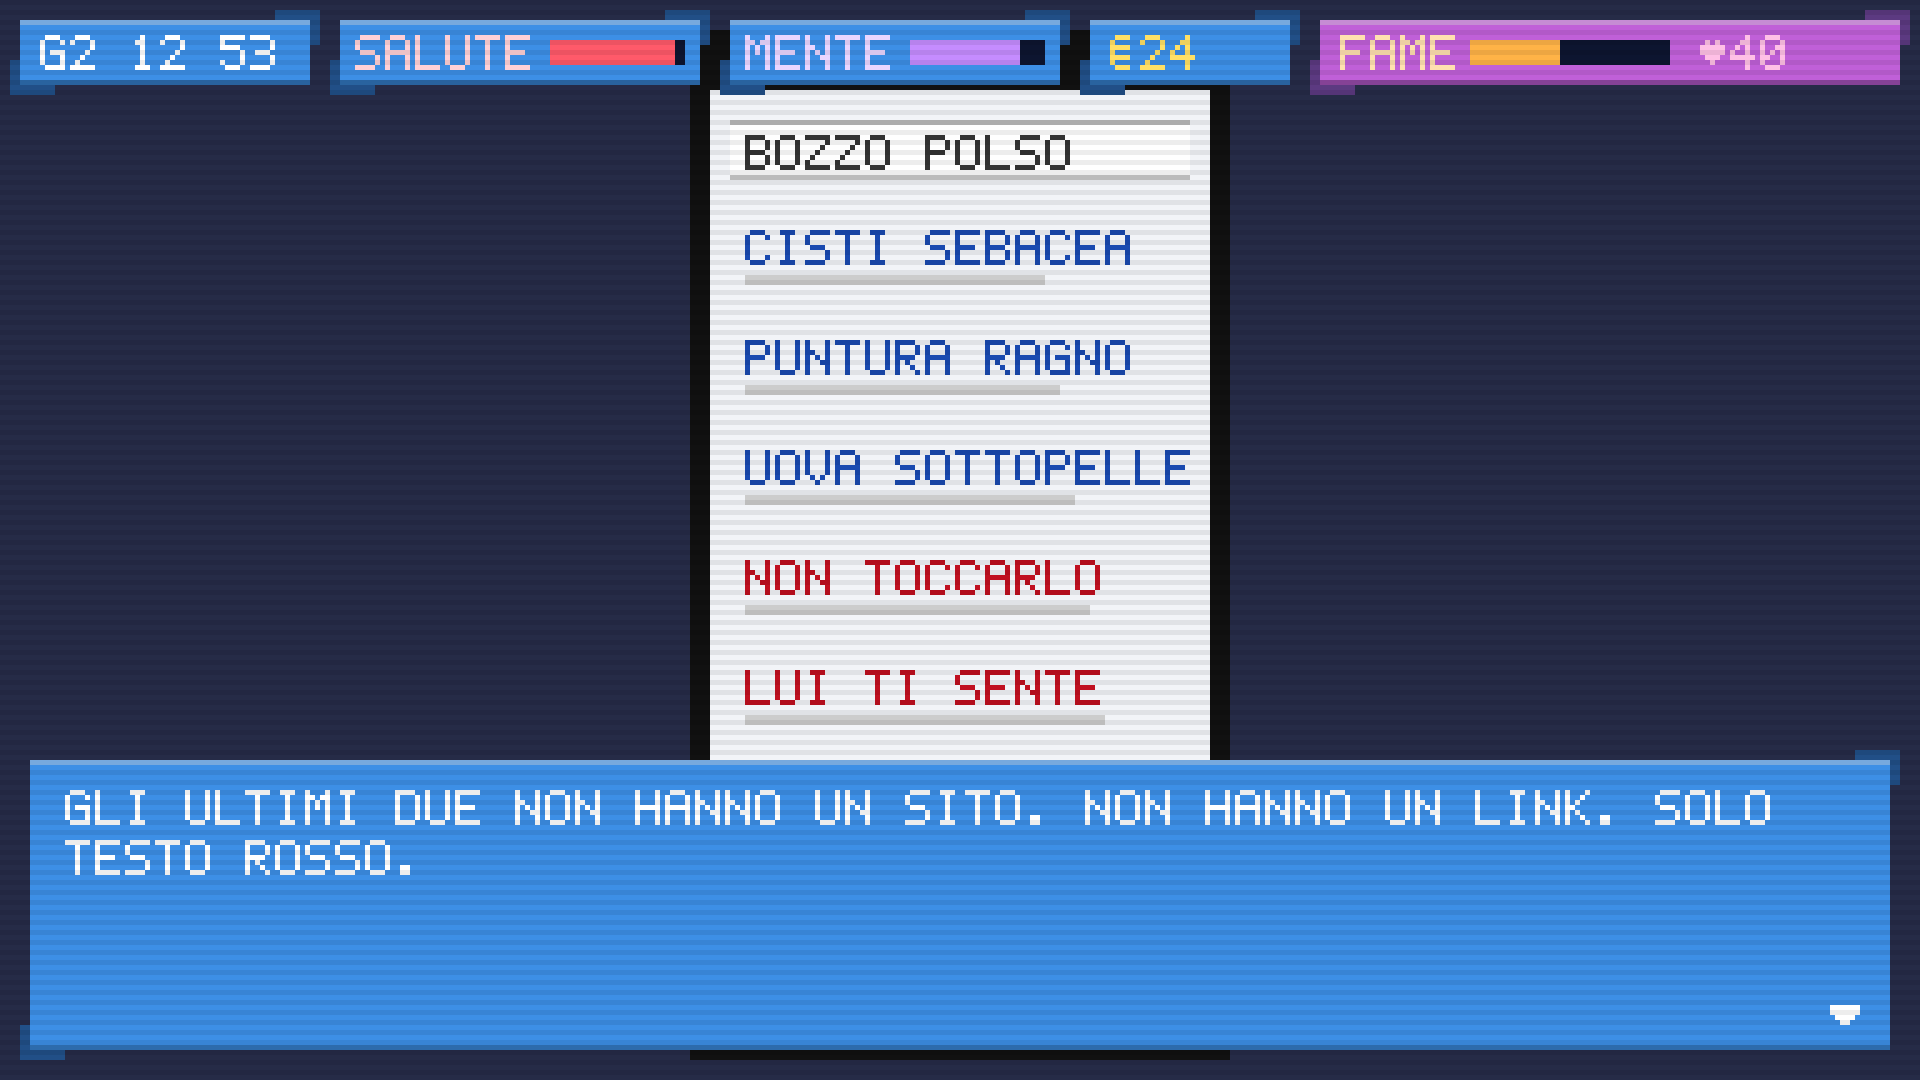 G2 12 53 SALUTE MENTE €24 FAME ♥40
BOZZO POLSO
CISTI SEBACEA
PUNTURA RAGNO
UOVA SOTTOPELLE
NON TOCCARLO
LUI TI SENTE
GLI ULTIMI DUE NON HANNO UN SITO. NON HANNO UN LINK. SOLO
TESTO ROSSO.